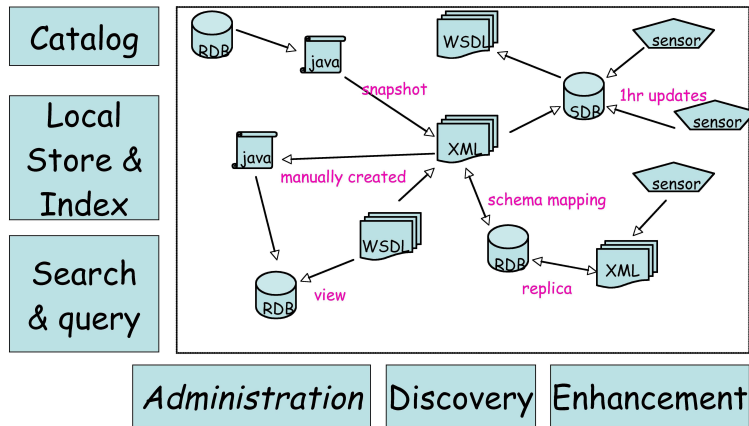 Catalog
Local
Store &
Index
Search
& query
RDB
java
snapshot
WSDL
sensor
SDB
1hr updates
sensor
java
XML
manually created
sensor
schema mapping
WSDL
RDB
XML
RDB
view
replica
Administration
Discovery
Enhancement